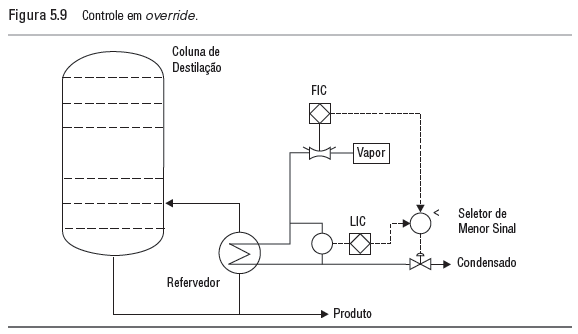 Figura 5.9 Controle em override.
Coluna de
Destilação
FIC
Vapor
LIC
<
Seletor de
Menor Sinal
Condensado
Refervedor
Produto